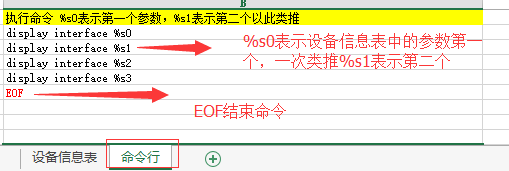 B
执行命令 %s0表示第一个参数，%s1表示第二个以此类推
display interface %s0
display interface %s1
display interface %s2
display interface %s3
EOF
%s0表示设备信息表中的参数第
一个，一次类推%s1表示第二个
EOF结束命令
设备信息表
命令行